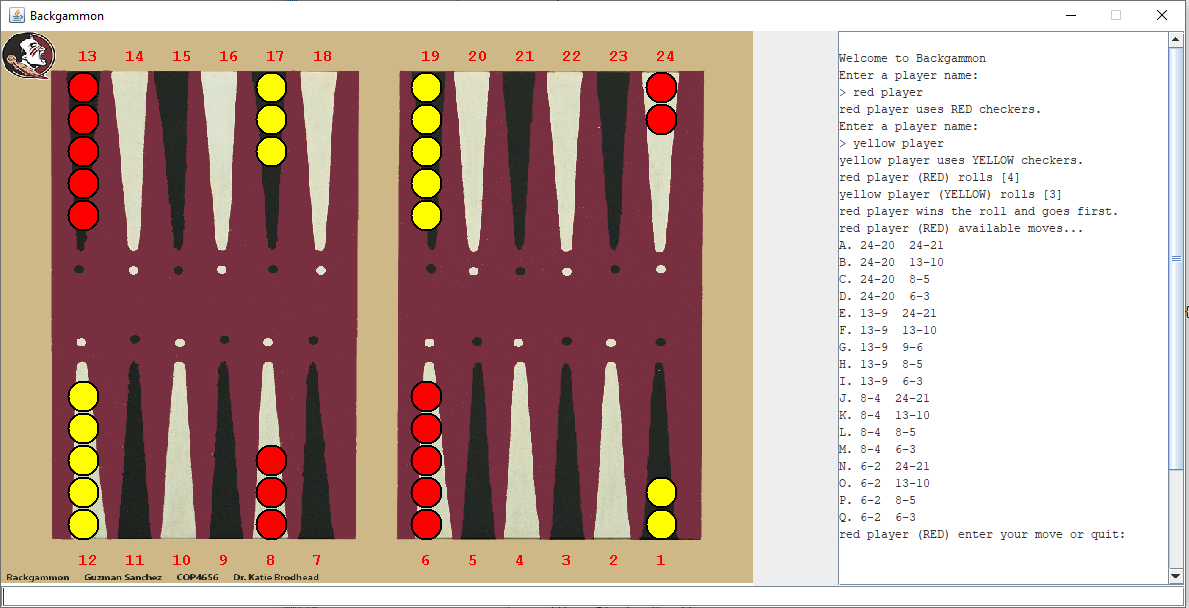 Backgammon
13 14 15 16 17 18 19 20 21 22 23 24
12 11 10 9 8 7 6 5 4 3 2 1
Backgammon Guzman Sanchez COP4656 Dr. Katie Brodhead
Welcome to Backgammon
Enter a player name:
> red player
red player uses RED checkers.
Enter a player name:
> yellow player
yellow player uses YELLOW checkers.
red player (RED) rolls [4]
yellow player (YELLOW) rolls [3]
red player wins the roll and goes first.
red player (RED) available moves...
A. 24-20 24-21
B. 24-20 13-10
C. 24-20 8-5
D. 24-20 6-3
E. 13-9 24-21
F. 13-9 13-10
G. 13-9 9-6
H. 13-9 8-5
I. 13-9 6-3
J. 8-4 24-21
K. 8-4 13-10
L. 8-4 8-5
M. 8-4 6-3
N. 6-2 24-21
O. 6-2 13-10
P. 6-2 8-5
Q. 6-2 6-3
red player (RED) enter your move or quit: